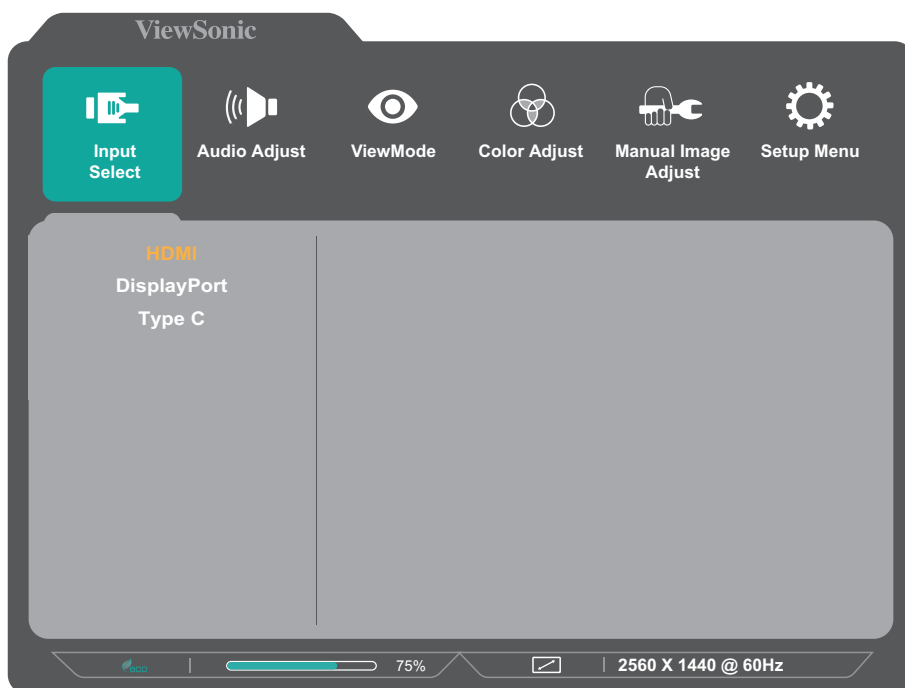 ViewSonic
Input
Select
Audio Adjust
ViewMode
Color Adjust
Manual Image
Adjust
Setup Menu
HDMI
DisplayPort
Type C
eco
75%
2560 X 1440 @ 60Hz